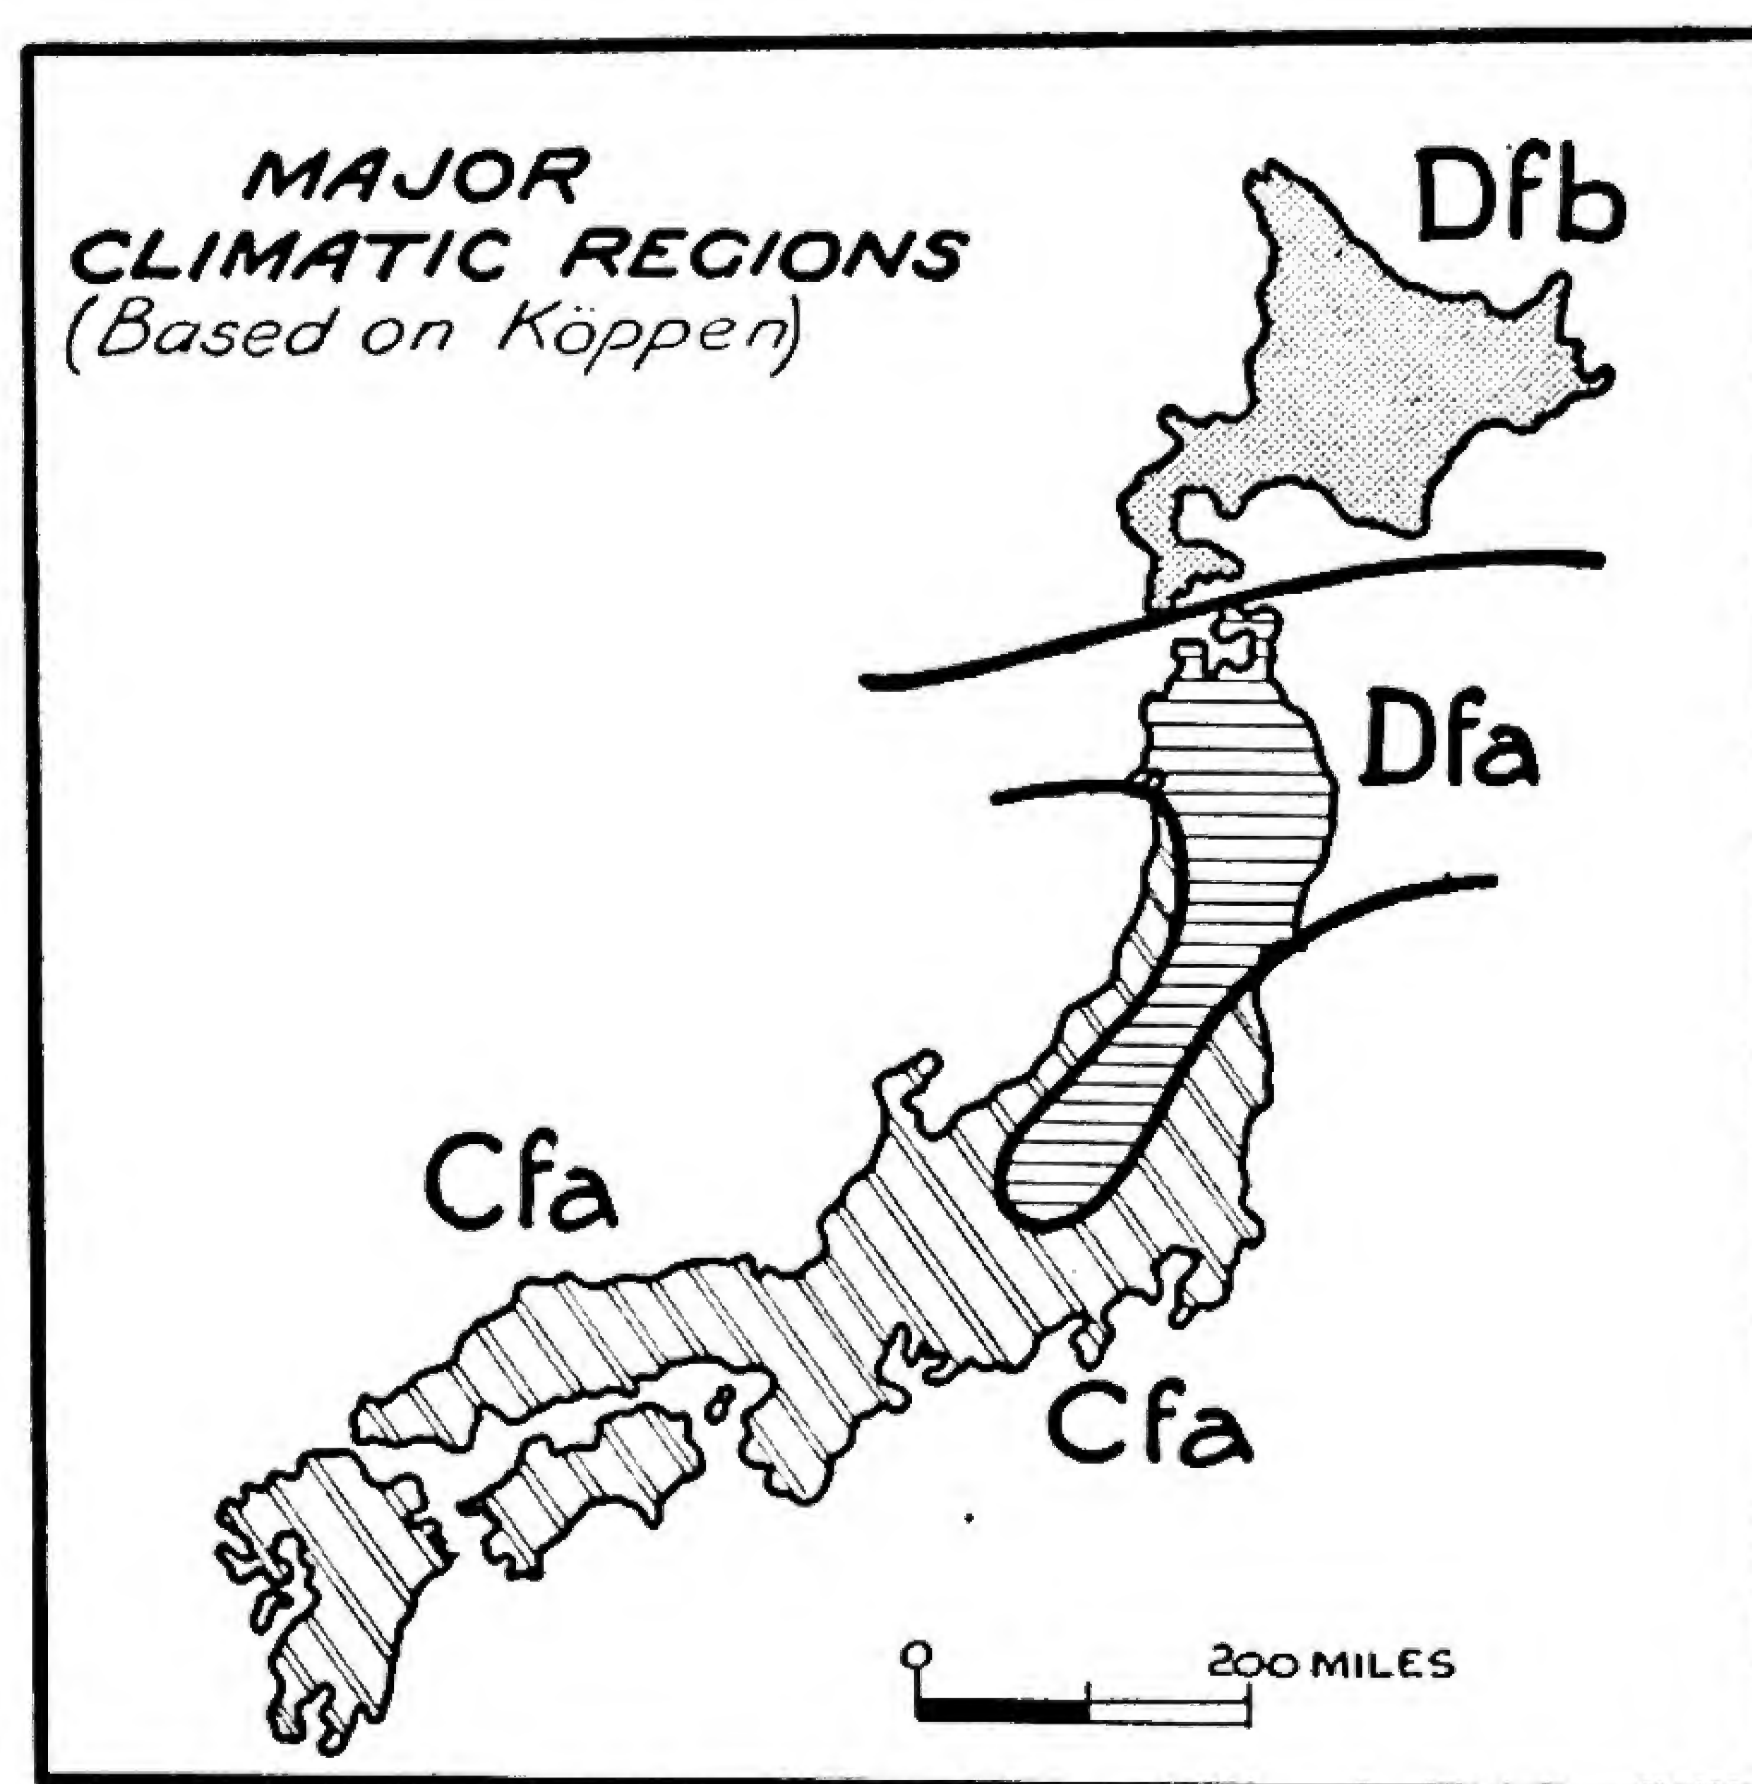 MAJOR
CLIMATIC REGIONS
(Based on Köppen)
Dfb
Dfa
Cfa
Cfa
0 200 MILES